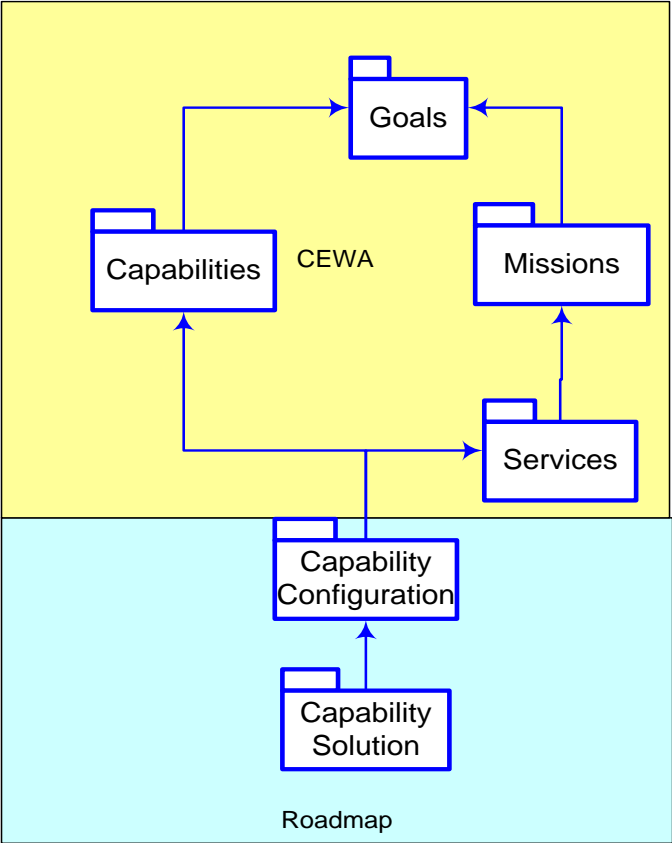 Goals
Capabilities
CEWA
Missions
Services
Capability
Configuration
Capability
Solution
Roadmap